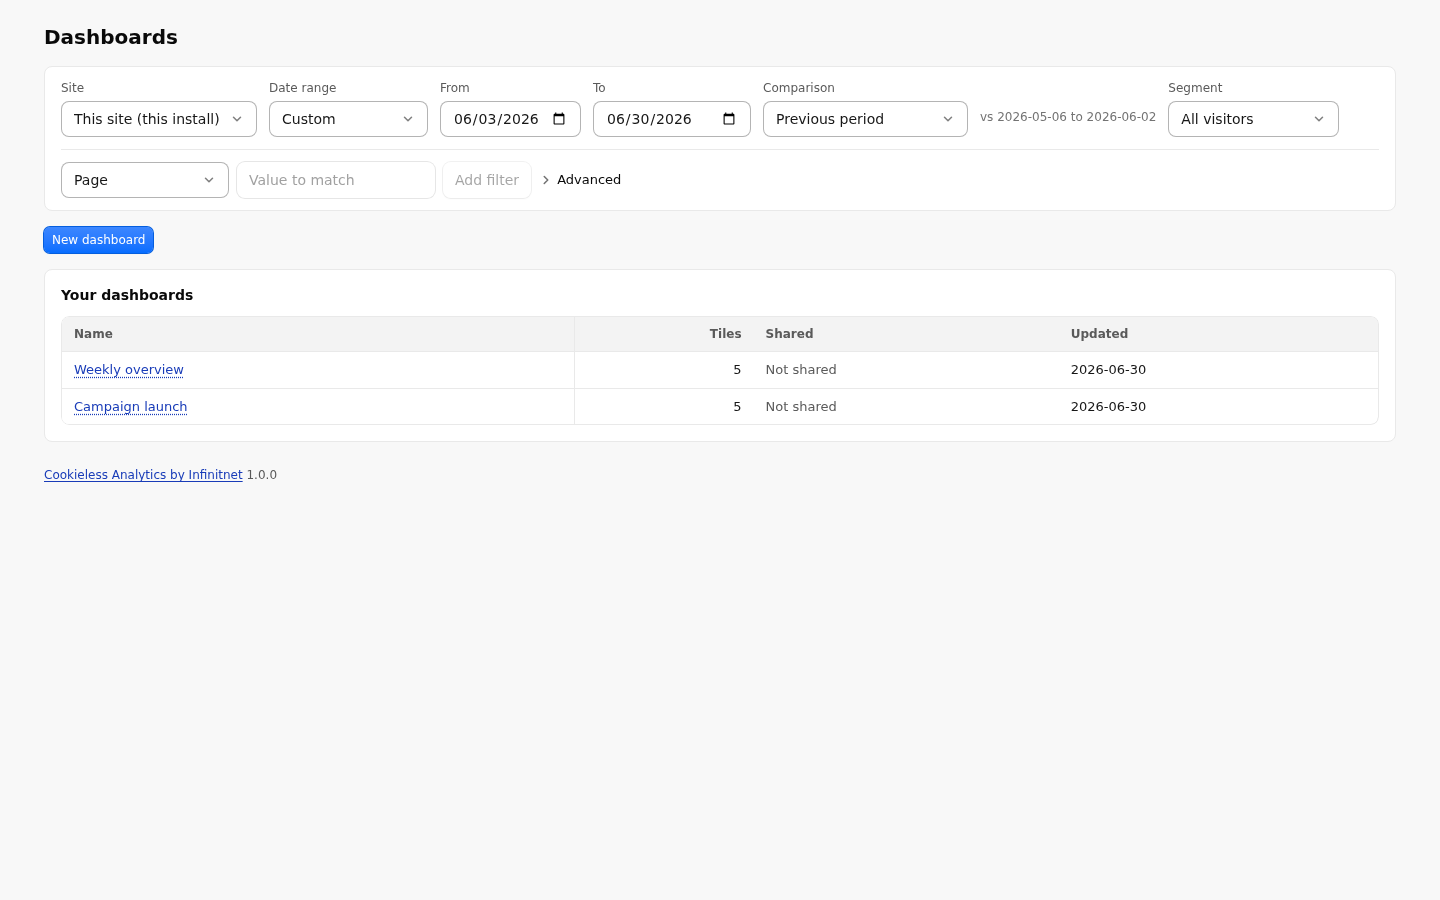 Dashboards
Site Date range From To Comparison Segment
This site (this install) Custom 06/03/2026 06/30/2026 Previous period vs 2026-05-06 to 2026-06-02 All visitors
Page Value to match Add filter Advanced
New dashboard
Your dashboards
Name Tiles Shared Updated
Weekly overview 5 Not shared 2026-06-30
Campaign launch 5 Not shared 2026-06-30
Cookieless Analytics by Infinitnet 1.0.0